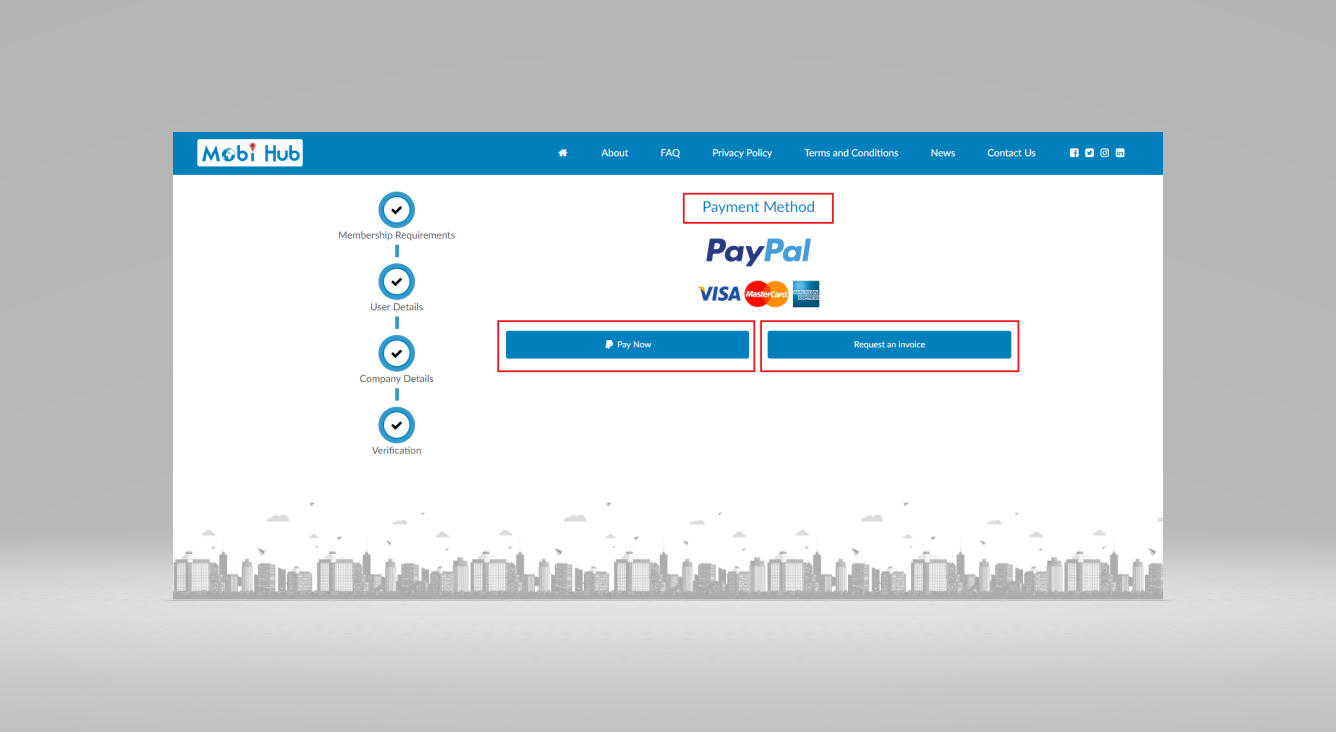 Mobi Hub
About FAQ Privacy Policy Terms and Conditions News Contact Us
Payment Method
Membership Requirements
PayPal
VISA MasterCard AMERICAN EXPRESS
User Details
Pay Now Request an invoice
Company Details
Verification